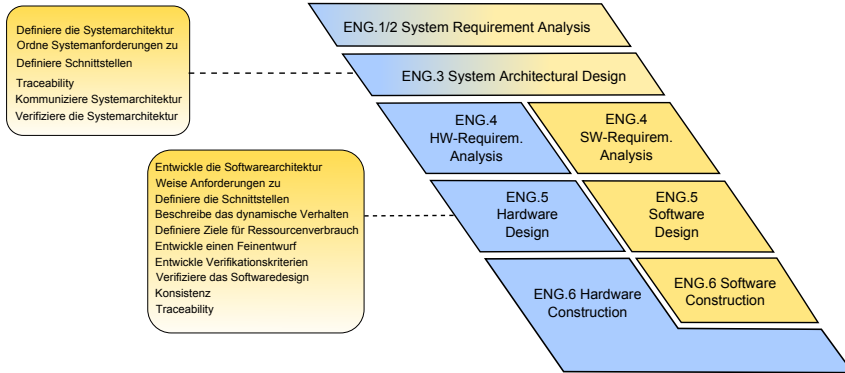 Definiere die Systemarchitektur
Ordne Systemanforderungen zu
Definiere Schnittstellen
Traceability
Kommuniziere Systemarchitektur
Verifiziere die Systemarchitektur
ENG.1/2 System Requirement Analysis
ENG.3 System Architectural Design
ENG.4
HW-Requirem.
Analysis
ENG.4
SW-Requirem.
Analysis
Entwickle die Softwarearchitektur
Weise Anforderungen zu
Definiere die Schnittstellen
Beschreibe das dynamische Verhalten
Definiere Ziele für Ressourcenverbrauch
Entwickle einen Feinentwurf
Entwickle Verifikationskriterien
Verifiziere das Softwaredesign
Konsistenz
Traceability
ENG.5
Hardware
Design
ENG.5
Software
Design
ENG.6 Hardware
Construction
ENG.6 Software
Construction